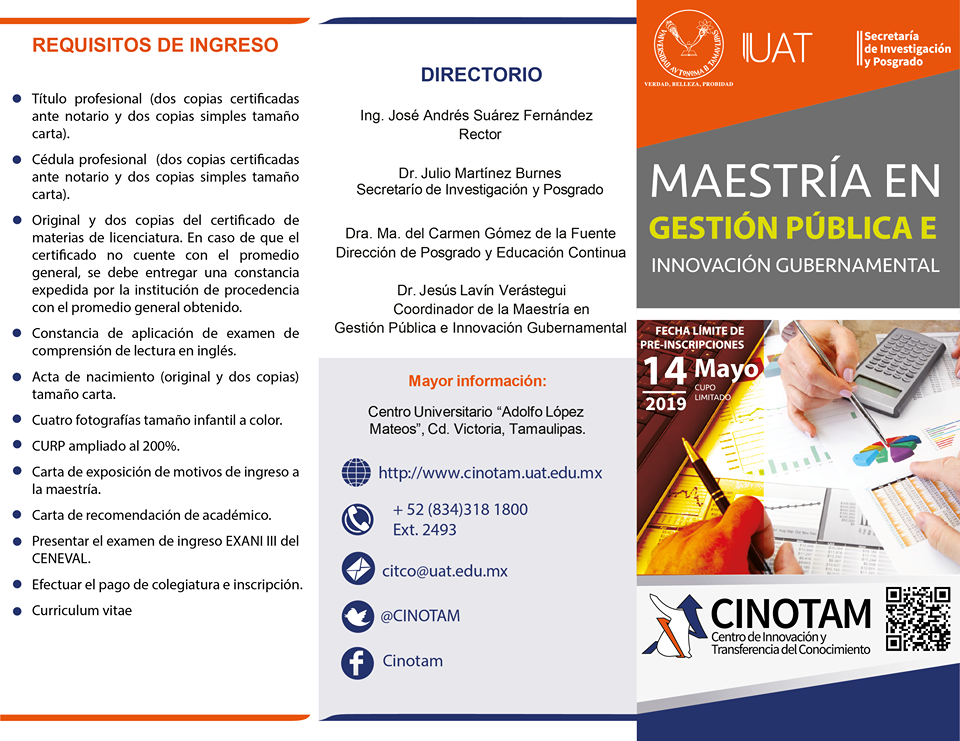 REQUISITOS DE INGRESO
Título profesional (dos copias certificadas
ante notario y dos copias simples tamaño
carta).
Cédula profesional (dos copias certificadas
ante notario y dos copias simples tamaño
carta).
Original y dos copias del certificado de
materias de licenciatura. En caso de que el
certificado no cuente con el promedio
general, se debe entregar una constancia
expedida por la institución de procedencia
con el promedio general obtenido.
Constancia de aplicación de examen de
comprensión de lectura en inglés.
Acta de nacimiento (original y dos copias)
tamaño carta.
Cuatro fotografías tamaño infantil a color.
CURP ampliado al 200%.
Carta de exposición de motivos de ingreso a
la maestría.
Carta de recomendación de académico.
Presentar el examen de ingreso EXANI III del
CENEVAL.
Efectuar el pago de colegiatura e inscripción.
Curriculum vitae
DIRECTORIO
Ing. José Andrés Suárez Fernández
Rector
Dr. Julio Martínez Burnes
Secretarío de Investigación y Posgrado
Dra. Ma. del Carmen Gómez de la Fuente
Dirección de Posgrado y Educación Continua
Dr. Jesús Lavín Verástegui
Coordinador de la Maestría en
Gestión Pública e Innovación Gubernamental
Mayor información:
Centro Universitario “Adolfo López
Mateos”, Cd. Victoria, Tamaulipas.
http://www.cinotam.uat.edu.mx
+ 52 (834)318 1800
Ext. 2493
citco@uat.edu.mx
@CINOTAM
Cinotam
UNIVERSIDAD AUTÓNOMA DE TAMAULIPAS
VERDAD, BELLEZA, PROBIDAD
UAT
Secretaría
de Investigación
y Posgrado
MAESTRÍA EN
GESTIÓN PÚBLICA E
INNOVACIÓN GUBERNAMENTAL
FECHA LÍMITE DE
PRE-INSCRIPCIONES
14 Mayo
2019
CUPO
LIMITADO
CINOTAM
Centro de Innovación y
Transferencia del Conocimiento